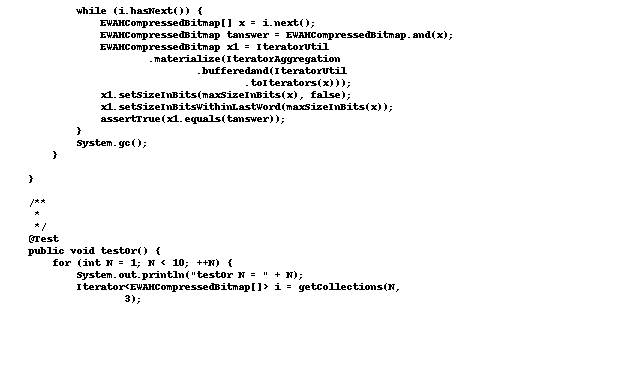 while (i.hasNext()) {
EWAHCompressedBitmap[] x = i.next();
EWAHCompressedBitmap tanswer = EWAHCompressedBitmap.and(x);
EWAHCompressedBitmap x1 = IteratorUtil
.materialize(IteratorAggregation
.bufferedand(IteratorUtil
.toIterators(x)));
x1.setSizeInBits(maxSizeInBits(x), false);
x1.setSizeInBitsWithinLastWord(maxSizeInBits(x));
assertTrue(x1.equals(tanswer));
}
System.gc();
}
}
/**
*
*/
@Test
public void testOr() {
for (int N = 1; N < 10; ++N) {
System.out.println("testOr N = " + N);
Iterator<EWAHCompressedBitmap[]> i = getCollections(N,
3);